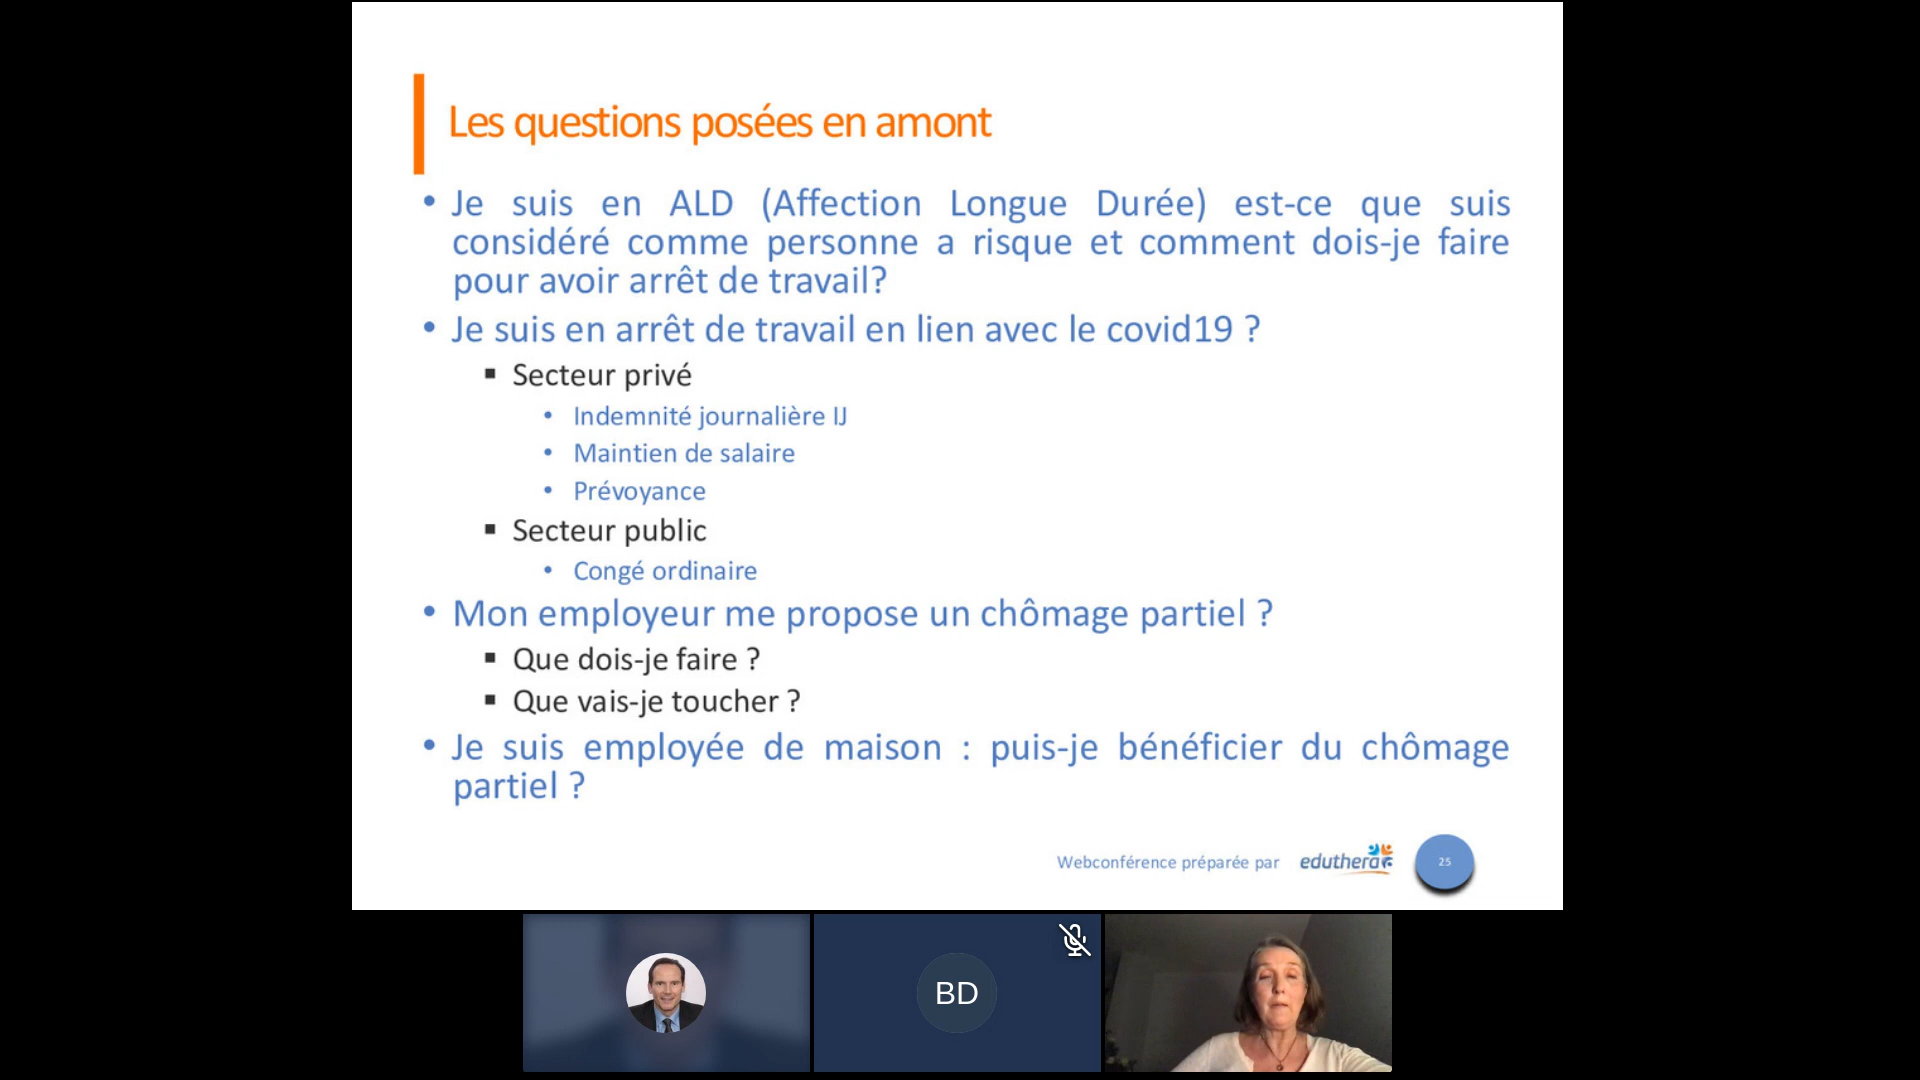 Les questions posées en amont
• Je suis en ALD (Affection Longue Durée) est-ce que suis
considéré comme personne a risque et comment dois-je faire
pour avoir arrêt de travail?
• Je suis en arrêt de travail en lien avec le covid19 ?
▪ Secteur privé
• Indemnité journalière IJ
• Maintien de salaire
• Prévoyance
▪ Secteur public
• Congé ordinaire
• Mon employeur me propose un chômage partiel ?
▪ Que dois-je faire ?
▪ Que vais-je toucher ?
• Je suis employée de maison : puis-je bénéficier du chômage
partiel ?
Webconférence préparée par eduthera 25
BD